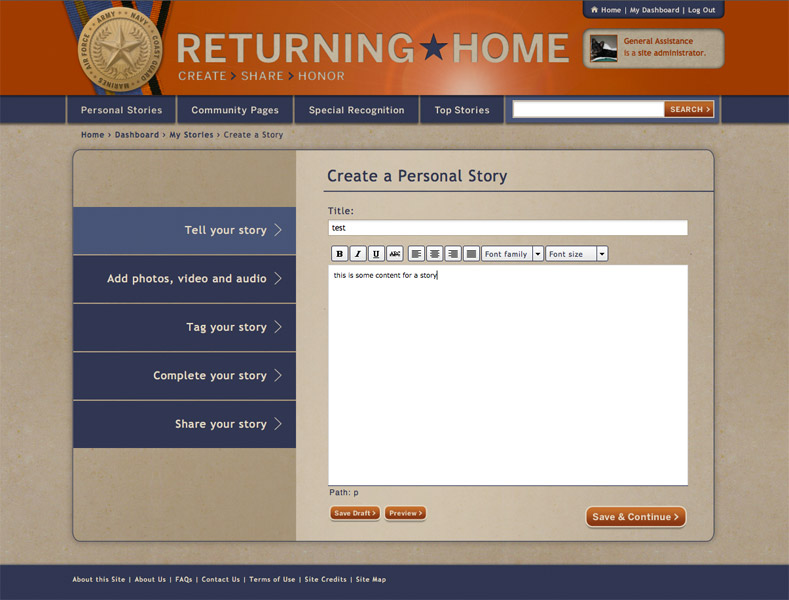 Home | My Dashboard | Log Out
ARMY NAVY COAST GUARD MARINES AIR FORCE
RETURNING★HOME
CREATE > SHARE > HONOR
General Assistance
is a site administrator.
Personal Stories
Community Pages
Special Recognition
Top Stories
SEARCH >
Home > Dashboard > My Stories > Create a Story
Create a Personal Story
Tell your story
Add photos, video and audio
Tag your story
Complete your story
Share your story
Title:
test
B I U ABC Font family Font size
this is some content for a story
Path: p
Save Draft > Preview > Save & Continue >
About this Site | About Us | FAQs | Contact Us | Terms of Use | Site Credits | Site Map